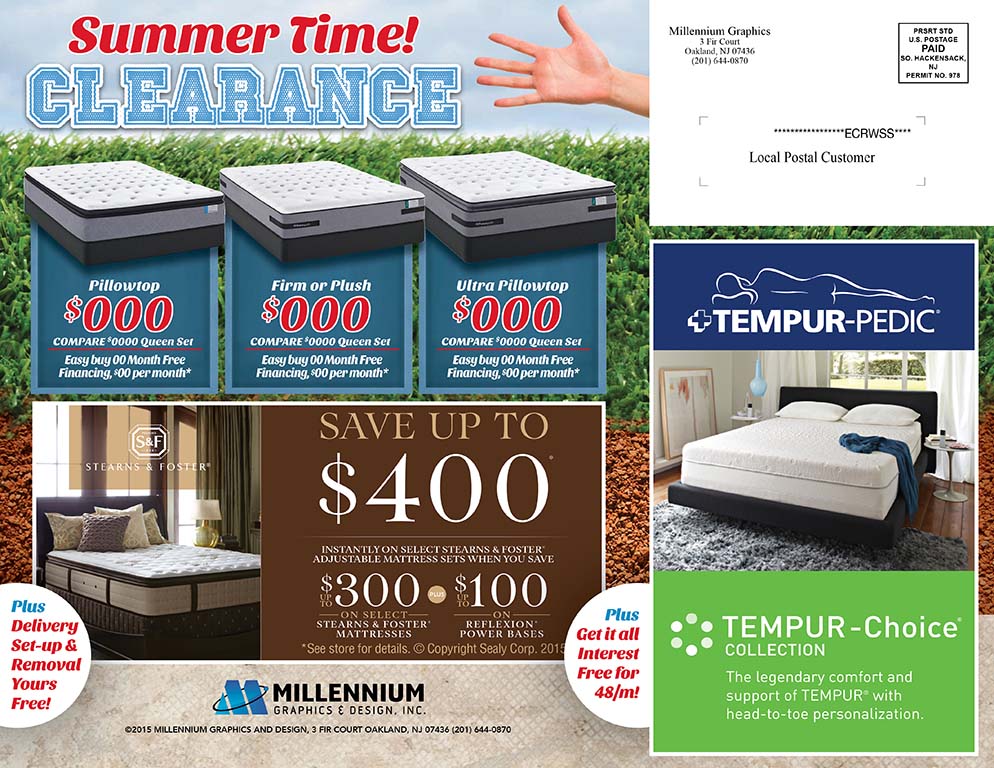 Summer Time!
CLEARANCE
Millennium Graphics
3 Fir Court
Oakland, NJ 07436
(201) 644-0870
PRSRT STD
U.S. POSTAGE
PAID
SO. HACKENSACK,
NJ
PERMIT NO. 978
******************ECRWSS****
Local Postal Customer
Pillowtop
$000
COMPARE $0000 Queen Set
Easy buy 00 Month Free
Financing, $00 per month*
Firm or Plush
$000
COMPARE $0000 Queen Set
Easy buy 00 Month Free
Financing, $00 per month*
Ultra Pillowtop
$000
COMPARE $0000 Queen Set
Easy buy 00 Month Free
Financing, $00 per month*
S&F
STEARNS & FOSTER®
SAVE UP TO
$400*
INSTANTLY ON SELECT STEARNS & FOSTER®
ADJUSTABLE MATTRESS SETS WHEN YOU SAVE
UP TO $300 PLUS UP TO $100
ON SELECT
STEARNS & FOSTER®
MATTRESSES
ON
REFLEXION®
POWER BASES
*See store for details. © Copyright Sealy Corp. 2015
Plus
Delivery
Set-up &
Removal
Yours
Free!
Plus
Get it all
Interest
Free for
48/m!
MILLENNIUM
GRAPHICS & DESIGN, INC.
©2015 MILLENNIUM GRAPHICS AND DESIGN, 3 FIR COURT OAKLAND, NJ 07436 (201) 644-0870
TEMPUR-PEDIC®
TEMPUR-Choice®
COLLECTION
The legendary comfort and
support of TEMPUR® with
head-to-toe personalization.